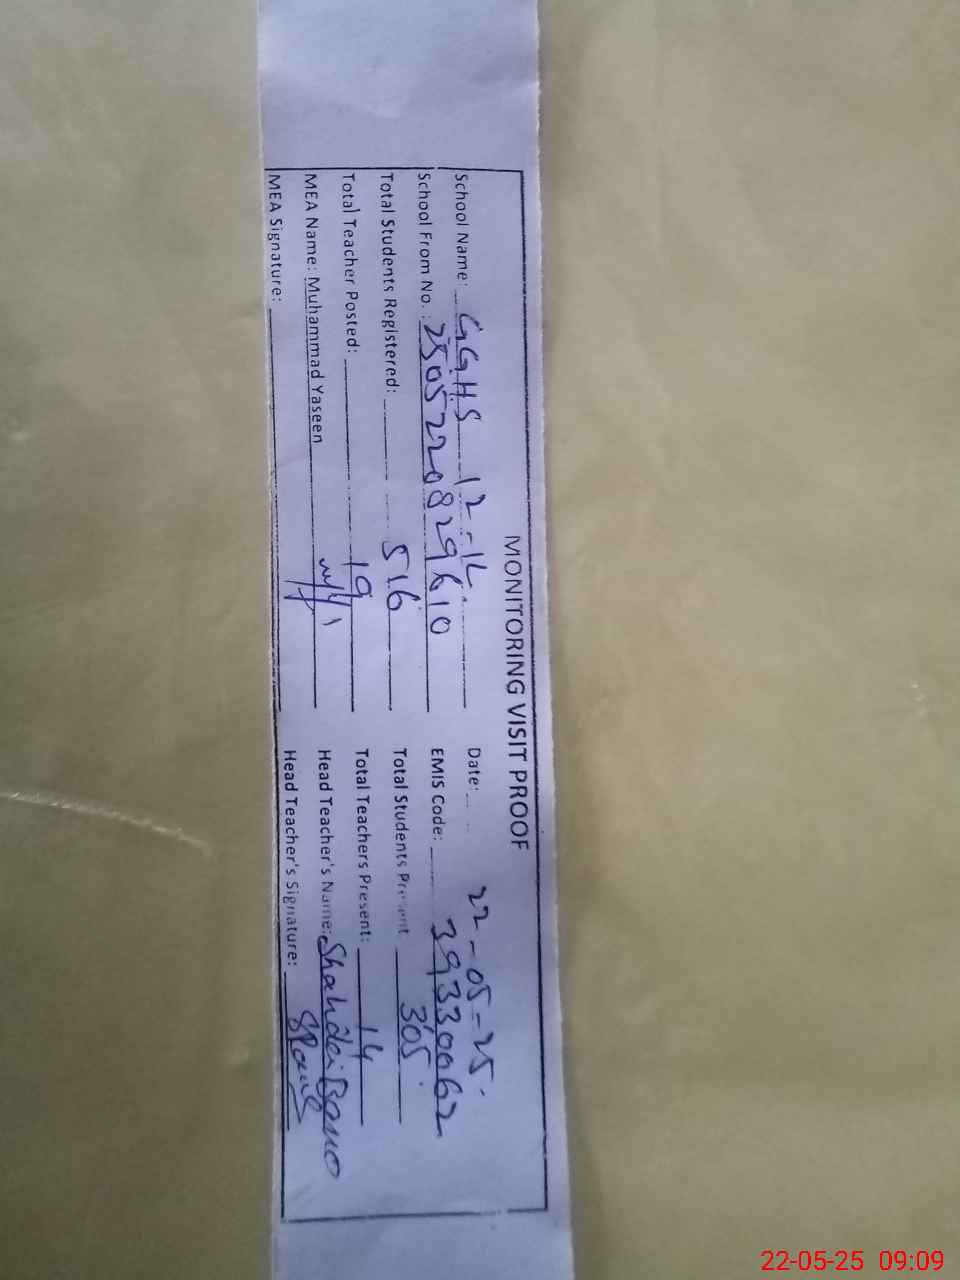 MONITORING VISIT PROOF
School Name: GGHS 12-1L Date: 22-05-25
School From No.: 2505220829610 EMIS Code: 39330062
Total Students Registered: 516 Total Students Present 305
Total Teacher Posted: 19 Total Teachers Present: 14
MEA Name: Muhammad Yaseen Head Teacher's Name: Bano
MEA Signature: Head Teacher's Signature:
22-05-25 09:09